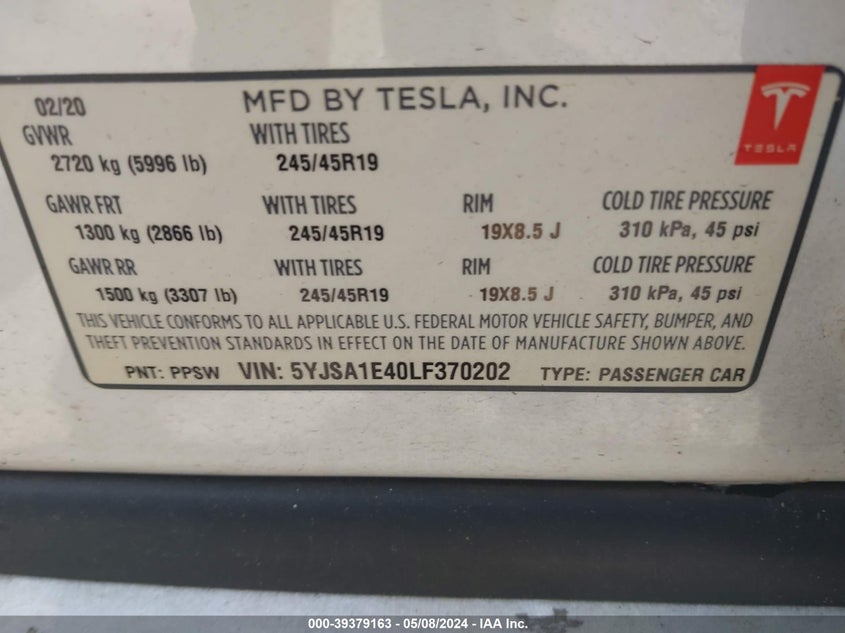 02/20 MFD BY TESLA, INC.
TESLA
GVWR WITH TIRES
2720 kg (5996 lb) 245/45R19
GAWR FRT WITH TIRES RIM COLD TIRE PRESSURE
1300 kg (2866 lb) 245/45R19 19X8.5 J 310 kPa, 45 psi
GAWR RR WITH TIRES RIM COLD TIRE PRESSURE
1500 kg (3307 lb) 245/45R19 19X8.5 J 310 kPa, 45 psi
THIS VEHICLE CONFORMS TO ALL APPLICABLE U.S. FEDERAL MOTOR VEHICLE SAFETY, BUMPER, AND
THEFT PREVENTION STANDARDS IN EFFECT ON THE DATE OF MANUFACTURE SHOWN ABOVE.
PNT: PPSW VIN: 5YJSA1E40LF370202 TYPE: PASSENGER CAR
000-39379163 - 05/08/2024 - IAA Inc.